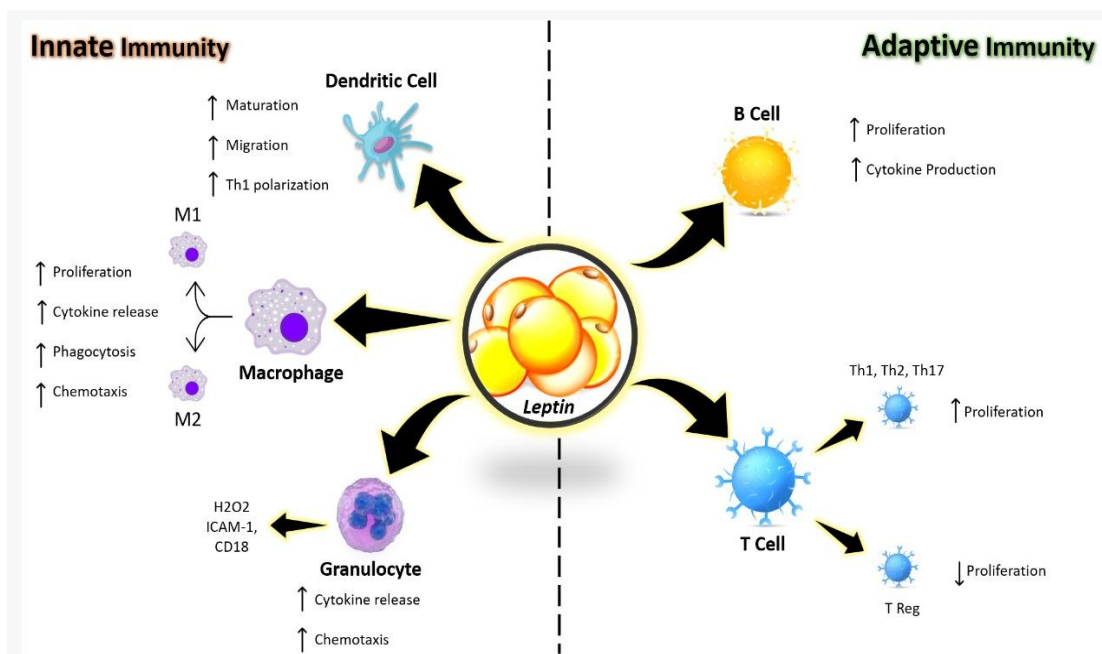 Innate Immunity
Adaptive Immunity
Dendritic Cell
↑ Maturation
↑ Migration
↑ Th1 polarization
M1
↑ Proliferation
↑ Cytokine release
↑ Phagocytosis
↑ Chemotaxis
M2
Macrophage
H2O2
ICAM-1,
CD18
Granulocyte
↑ Cytokine release
↑ Chemotaxis
Leptin
B Cell
↑ Proliferation
↑ Cytokine Production
T Cell
Th1, Th2, Th17
↑ Proliferation
↓ Proliferation
T Reg